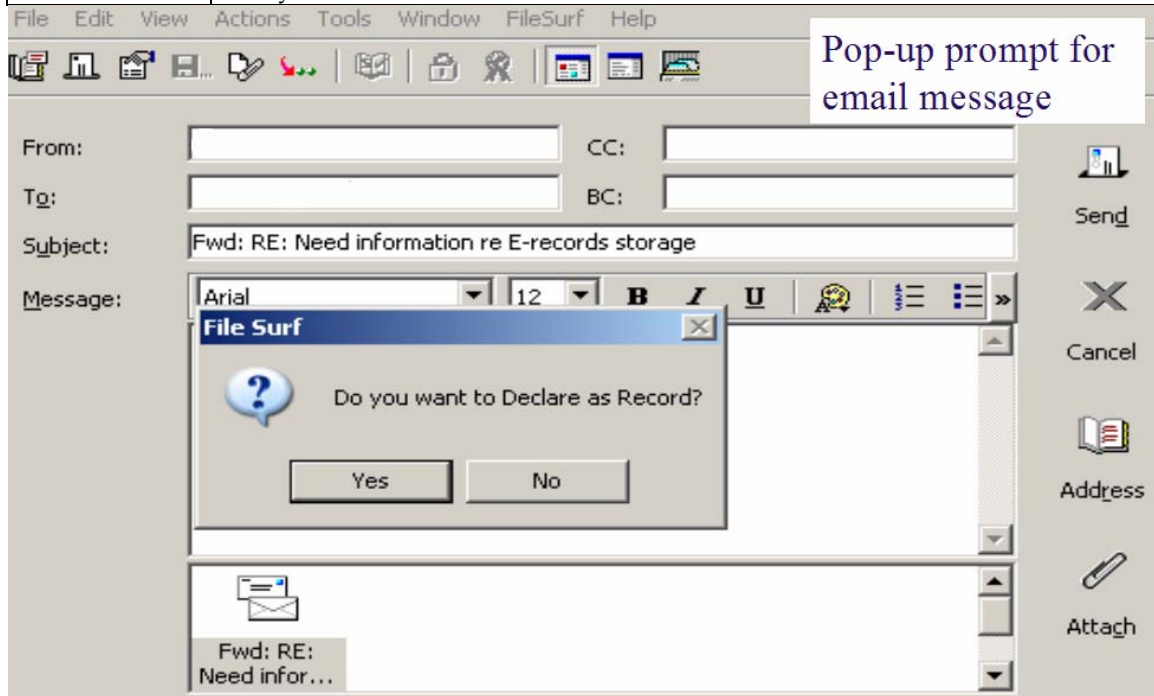 File Edit View Actions Tools Window FileSurf Help
Pop-up prompt for
email message
From:
CC:
To:
BC:
Send
Subject: Fwd: RE: Need information re E-records storage
Message:
Arial 12 B I U »
File Surf
Cancel
Do you want to Declare as Record?
Yes No
Address
Fwd: RE:
Need infor...
Attach